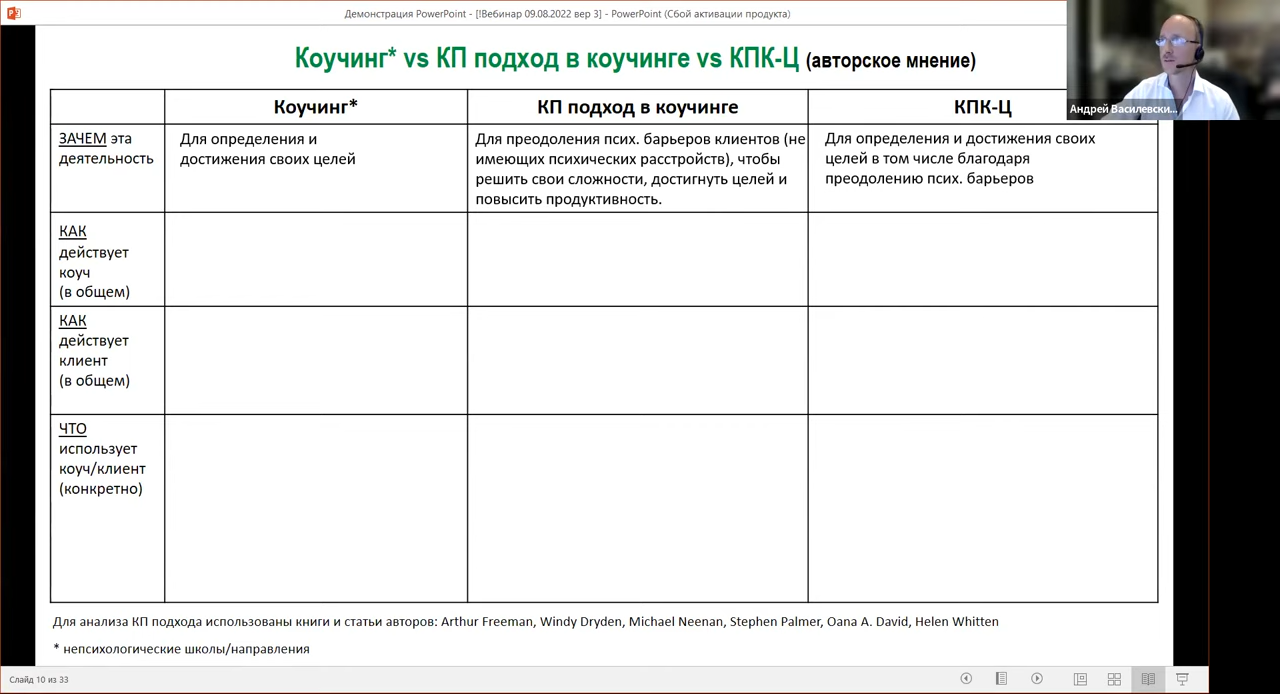 Демонстрация PowerPoint - [!Вебинар 09.08.2022 вер 3] - PowerPoint (Сбой активации продукта)
Коучинг* vs КП подход в коучинге vs КПК-Ц (авторское мнение)
Андрей Василевски...
Коучинг*
КП подход в коучинге
КПК-Ц
ЗАЧЕМ эта
деятельность
Для определения и
достижения своих целей
Для преодоления псих. барьеров клиентов (не
имеющих психических расстройств), чтобы
решить свои сложности, достигнуть целей и
повысить продуктивность.
Для определения и достижения своих
целей в том числе благодаря
преодолению псих. барьеров
КАК
действует
коуч
(в общем)
КАК
действует
клиент
(в общем)
ЧТО
использует
коуч/клиент
(конкретно)
Для анализа КП подхода использованы книги и статьи авторов: Arthur Freeman, Windy Dryden, Michael Neenan, Stephen Palmer, Oana A. David, Helen Whitten
* непсихологические школы/направления
Слайд 10 из 33